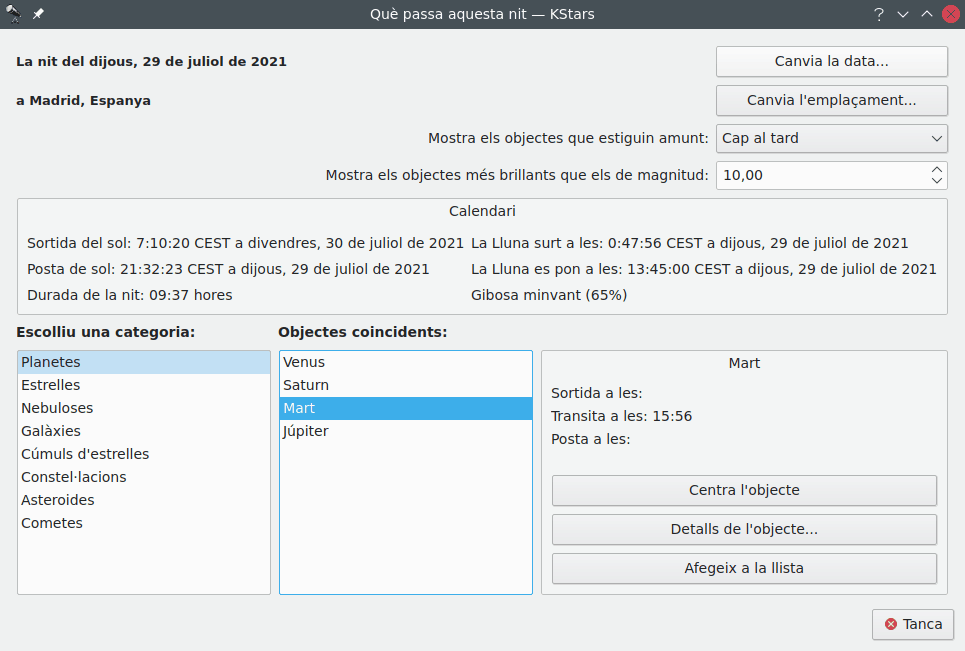 Què passa aquesta nit — KStars
La nit del dijous, 29 de juliol de 2021
Canvia la data...
a Madrid, Espanya
Canvia l'emplaçament...
Mostra els objectes que estiguin amunt:
Cap al tard
Mostra els objectes més brillants que els de magnitud:
10,00
Calendari
Sortida del sol: 7:10:20 CEST a divendres, 30 de juliol de 2021
La Lluna surt a les: 0:47:56 CEST a dijous, 29 de juliol de 2021
Posta de sol: 21:32:23 CEST a dijous, 29 de juliol de 2021
La Lluna es pon a les: 13:45:00 CEST a dijous, 29 de juliol de 2021
Durada de la nit: 09:37 hores
Gibosa minvant (65%)
Escolliu una categoria:
Planetes
Estrelles
Nebuloses
Galàxies
Cúmuls d'estrelles
Constel·lacions
Asteroides
Cometes
Objectes coincidents:
Venus
Saturn
Mart
Júpiter
Mart
Sortida a les:
Transita a les: 15:56
Posta a les:
Centra l'objecte
Detalls de l'objecte...
Afegeix a la llista
Tanca